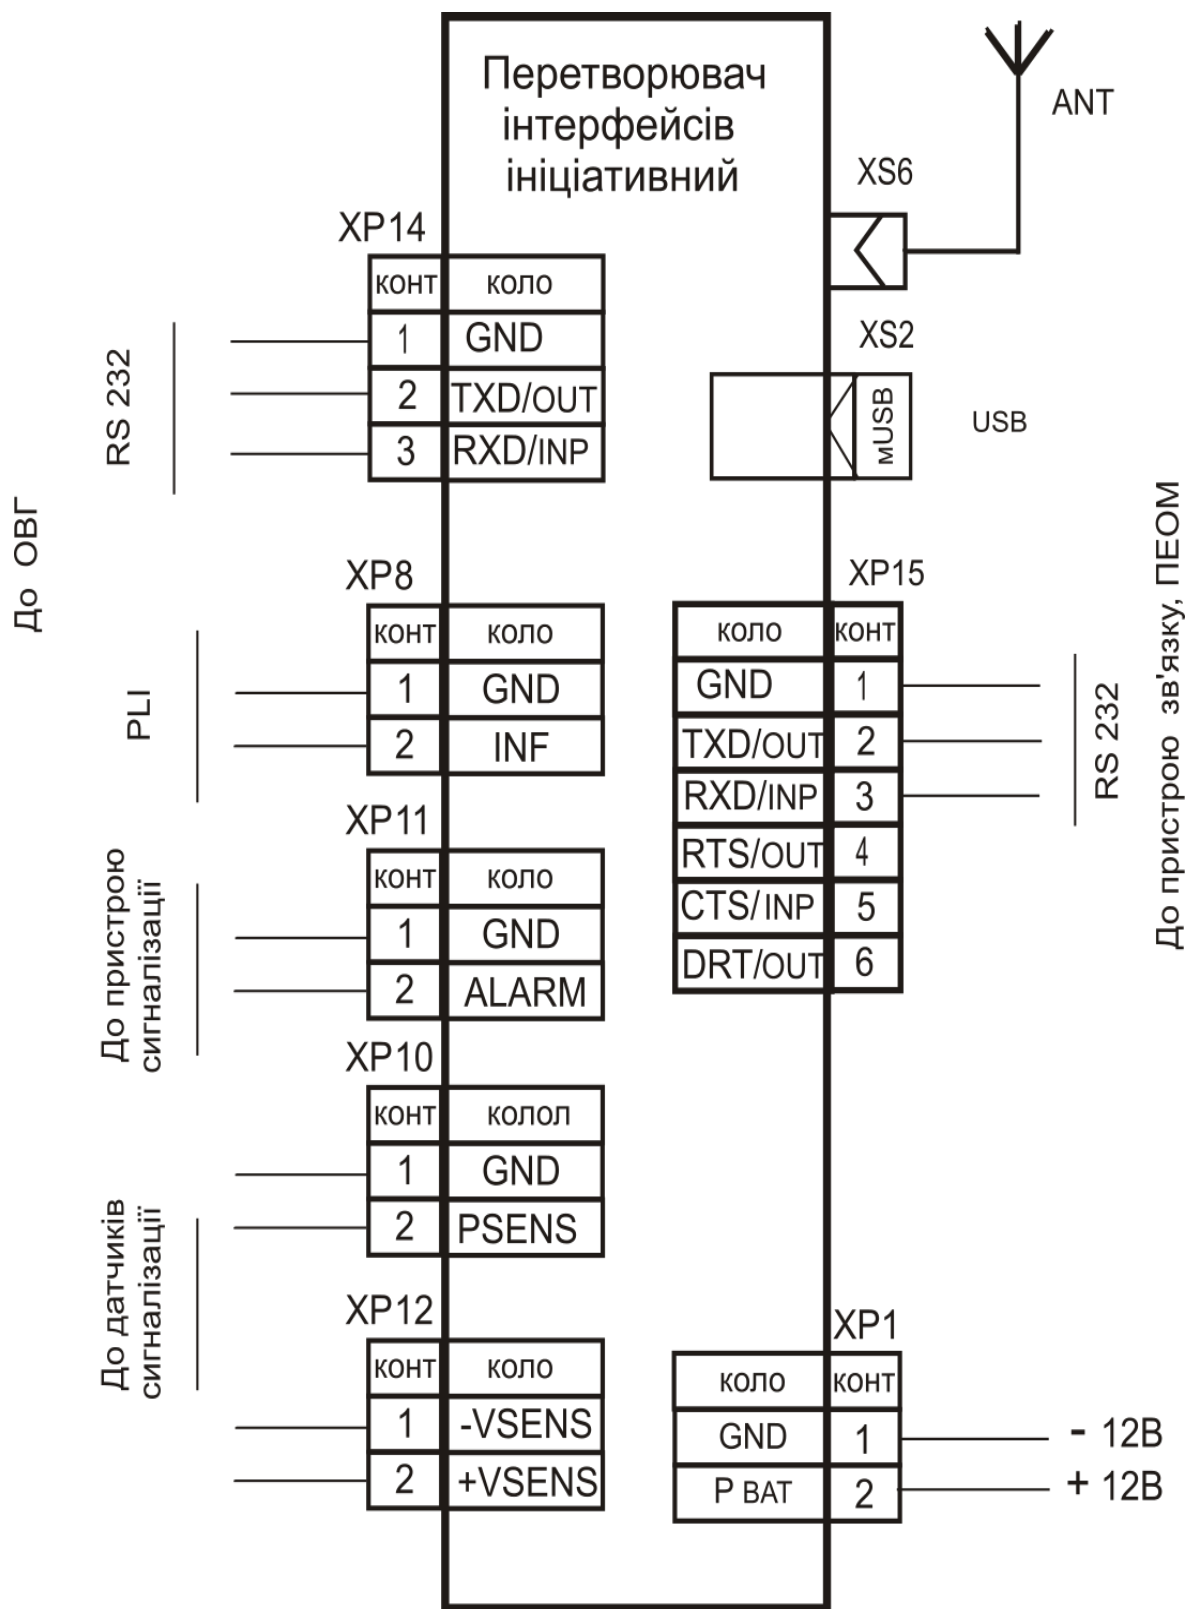 Перетворювач
інтерфейсів
ініціативний
ANT
XS6
XP14
конт коло
1 GND
2 TXD/OUT
3 RXD/INP
RS 232
XS2
мUSB
USB
До ОВГ
XP8
конт коло
1 GND
2 INF
PLI
XP15
коло конт
GND 1
TXD/OUT 2
RXD/INP 3
RTS/OUT 4
CTS/INP 5
DRT/OUT 6
RS 232
До пристрою зв'язку, ПЕОМ
XP11
конт коло
1 GND
2 ALARM
До пристрою
сигналізації
XP10
конт колол
1 GND
2 PSENS
До датчиків
сигналізації
XP12
конт коло
1 -VSENS
2 +VSENS
XP1
коло конт
GND 1
P BAT 2
- 12В
+ 12В